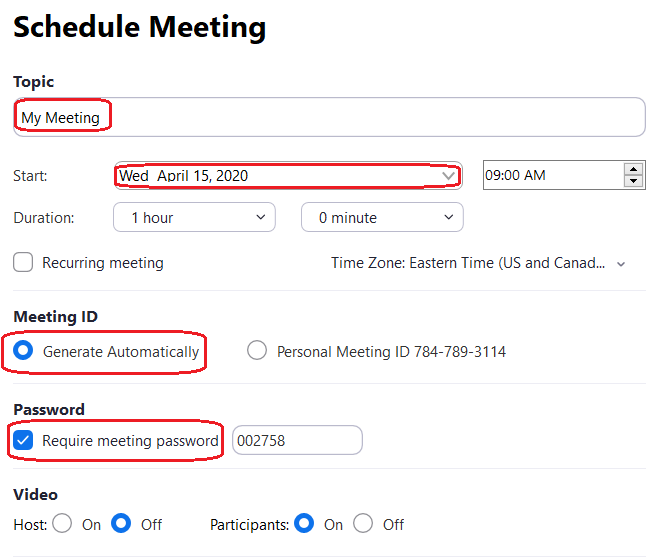 Schedule Meeting
Topic
My Meeting
Start: Wed April 15, 2020 09:00 AM
Duration: 1 hour 0 minute
Recurring meeting Time Zone: Eastern Time (US and Canad...
Meeting ID
Generate Automatically Personal Meeting ID 784-789-3114
Password
Require meeting password 002758
Video
Host: On Off Participants: On Off